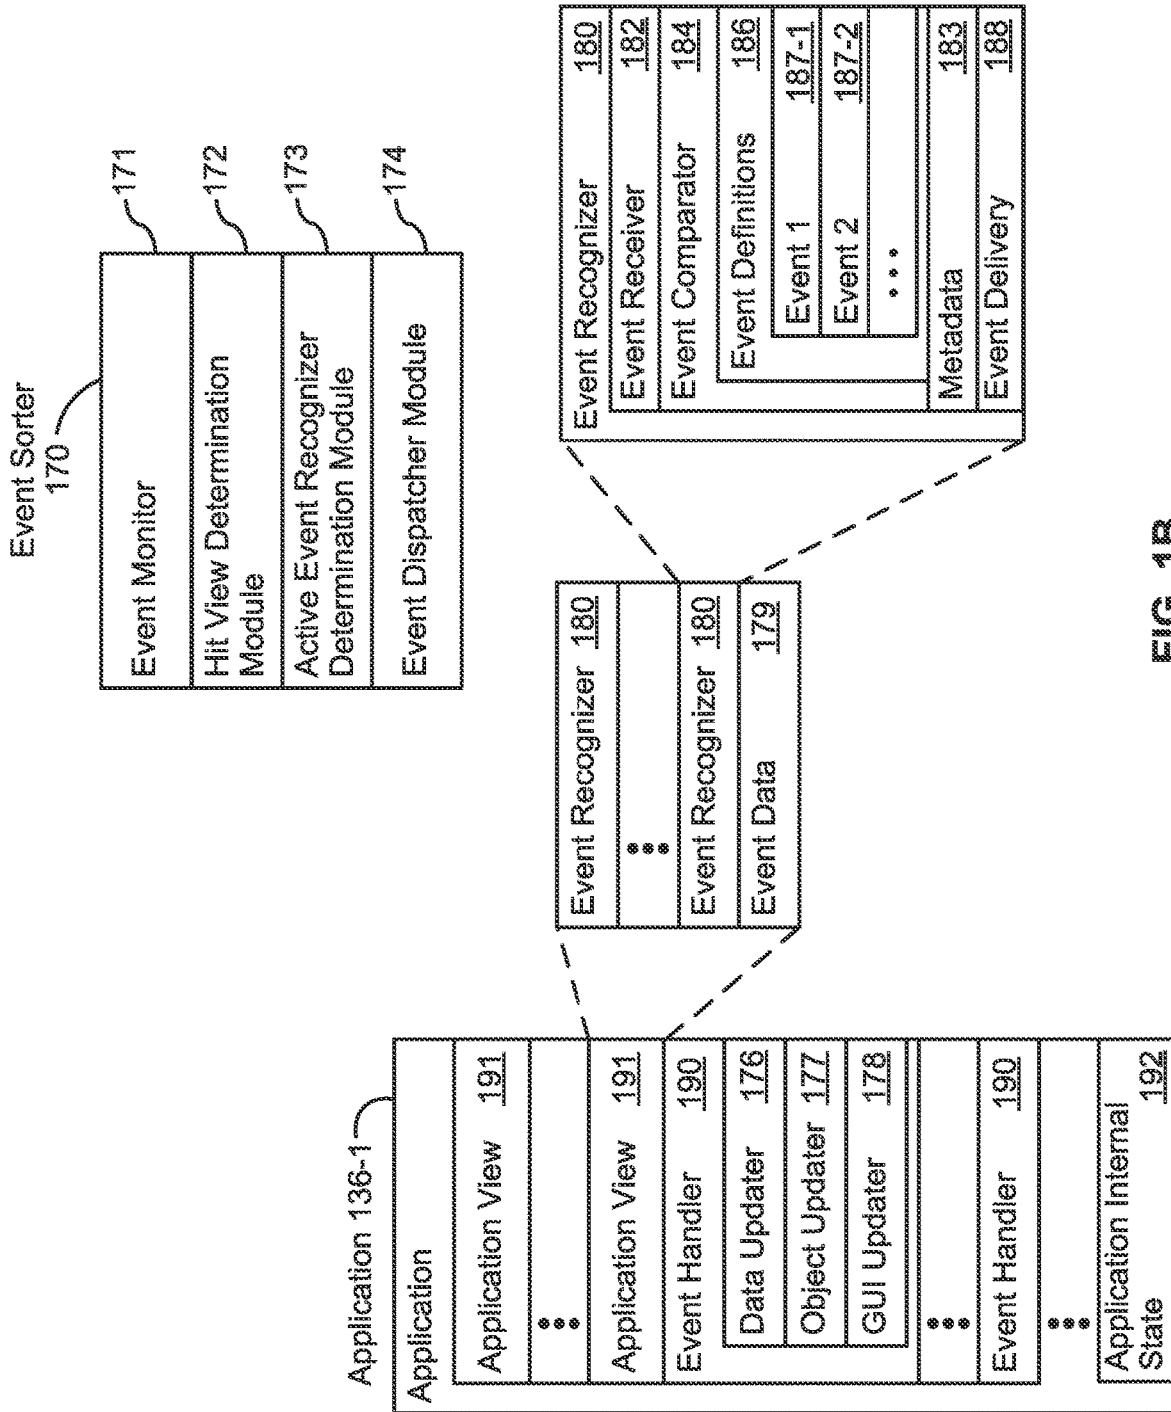 Event Sorter
170
Event Monitor
171
Hit View Determination
Module
172
Active Event Recognizer
Determination Module
173
Event Dispatcher Module
174
Application 136-1
Application
Application View 191
•••
Application View 191
Event Handler 190
Data Updater 176
Object Updater 177
GUI Updater 178
•••
Event Handler 190
•••
Application Internal
State 192
Event Recognizer 180
•••
Event Recognizer 180
Event Data 179
Event Recognizer 180
Event Receiver 182
Event Comparator 184
Event Definitions 186
Event 1 187-1
Event 2 187-2
•••
Metadata 183
Event Delivery 188
FIG. 1B